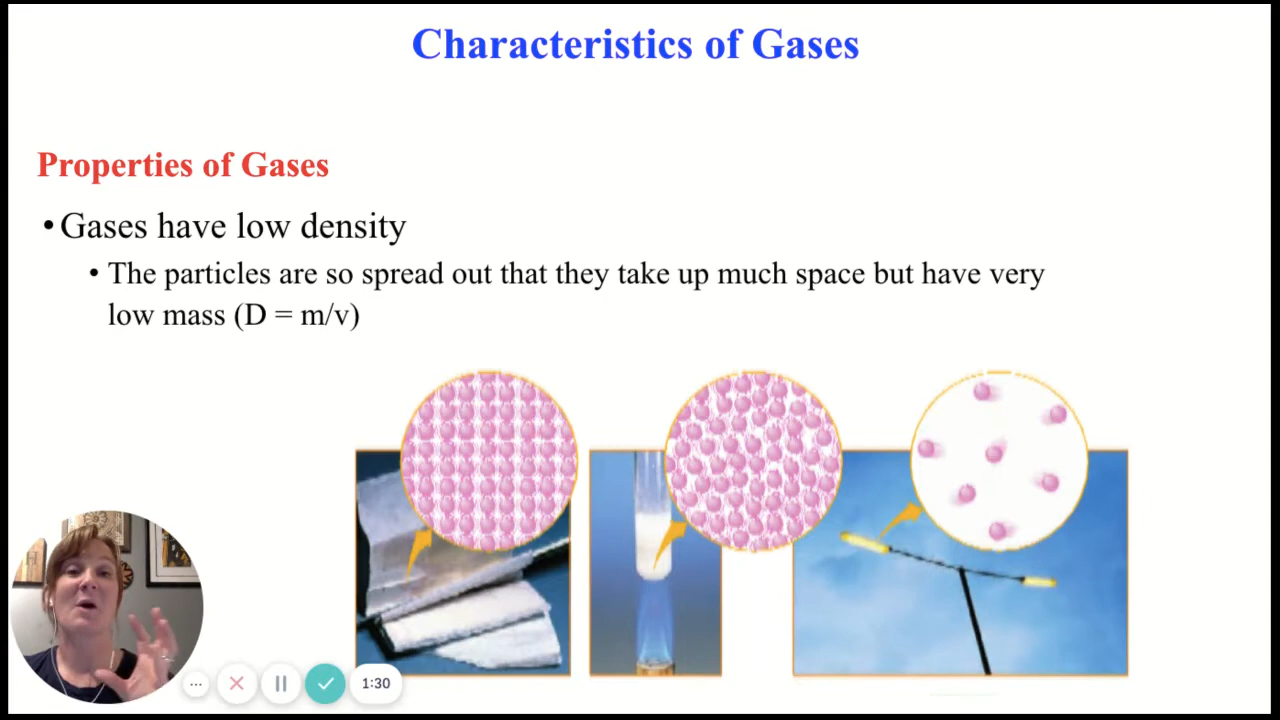 Characteristics of Gases
Properties of Gases
• Gases have low density
• The particles are so spread out that they take up much space but have very
low mass (D = m/v)
1:30